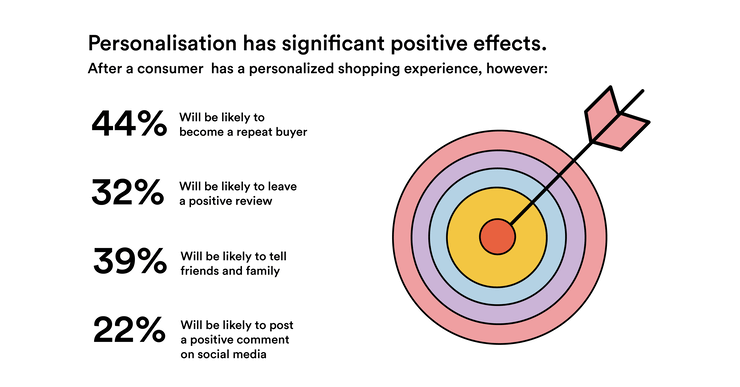 Personalisation has significant positive effects.
After a consumer  has a personalized shopping experience, however:
44%
Will be likely to
become a repeat buyer
32%
Will be likely to leave
a positive review
39%
Will be likely to tell
friends and family
22%
Will be likely to post
a positive comment
on social media